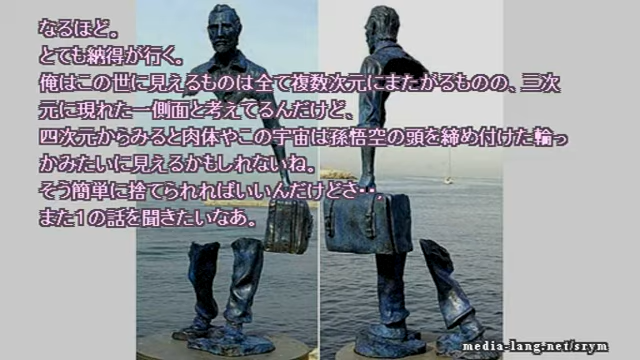 なるほど。
とても納得が行く。
俺はこの世に見えるものは全て複数次元にまたがるものの、三次
元に現れた一側面と考えてるんだけど、
四次元からみると肉体やこの宇宙は孫悟空の頭を締め付けた輪っ
かみたいに見えるかもしれないね。
そう簡単に捨てられればいいんだけどさ・・・。
また1の話を聞きたいなあ。
media-lang.net/srym